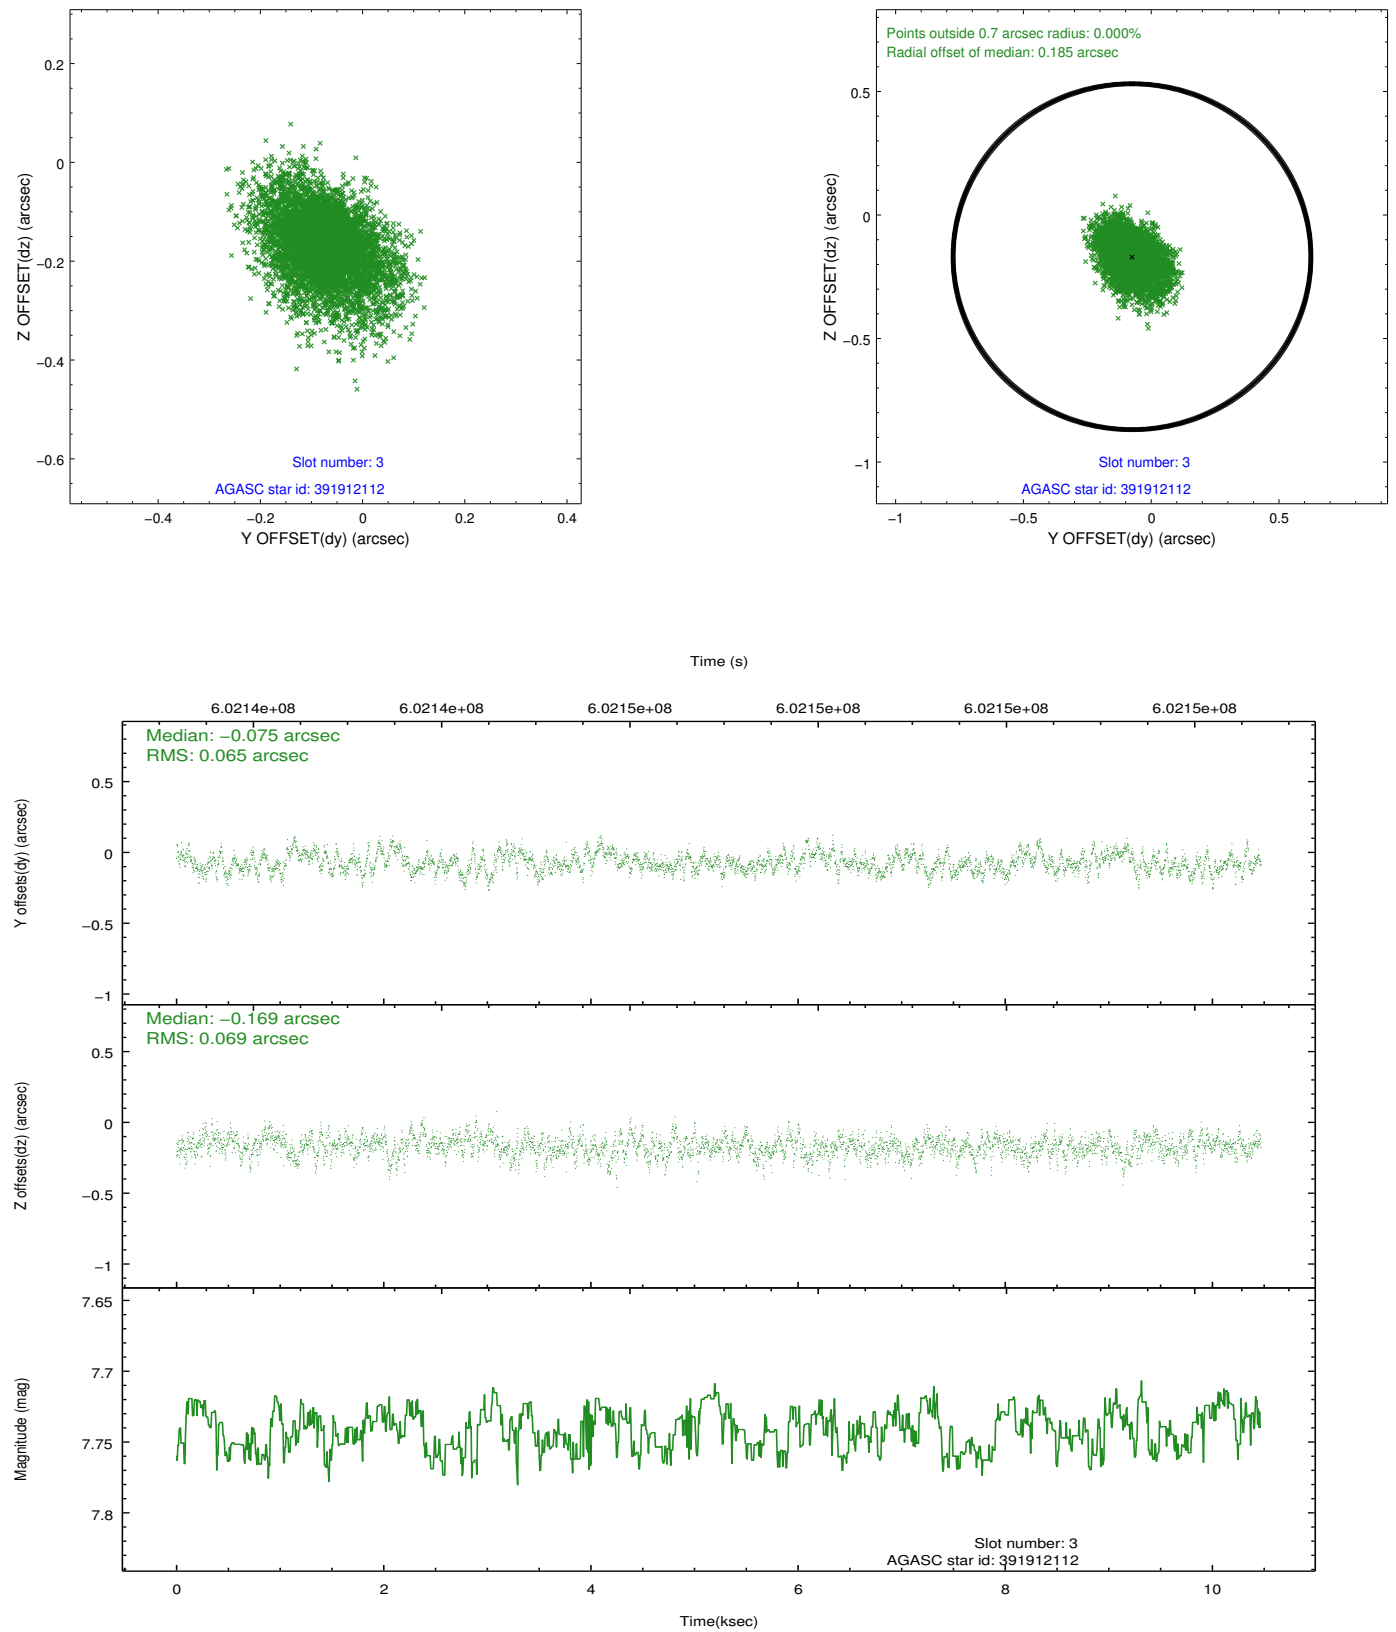 0.2
0
−0.2
−0.4
−0.6
Z OFFSET(dz) (arcsec)
Slot number: 3
AGASC star id: 391912112
−0.4
−0.2
0
0.2
0.4
Y OFFSET(dy) (arcsec)
Points outside 0.7 arcsec radius: 0.000%
Radial offset of median: 0.185 arcsec
0.5
0
−0.5
−1
Z OFFSET(dz) (arcsec)
Slot number: 3
AGASC star id: 391912112
−1
−0.5
0
0.5
Y OFFSET(dy) (arcsec)
Time (s)
6.0214e+08
6.0214e+08
6.0215e+08
6.0215e+08
6.0215e+08
6.0215e+08
Median: −0.075 arcsec
RMS: 0.065 arcsec
0.5
0
−0.5
−1
Y offsets(dy) (arcsec)
Median: −0.169 arcsec
RMS: 0.069 arcsec
0.5
0
−0.5
−1
Z offsets(dz) (arcsec)
7.65
7.7
7.75
7.8
Magnitude (mag)
Slot number: 3
AGASC star id: 391912112
0
2
4
6
8
10
Time(ksec)